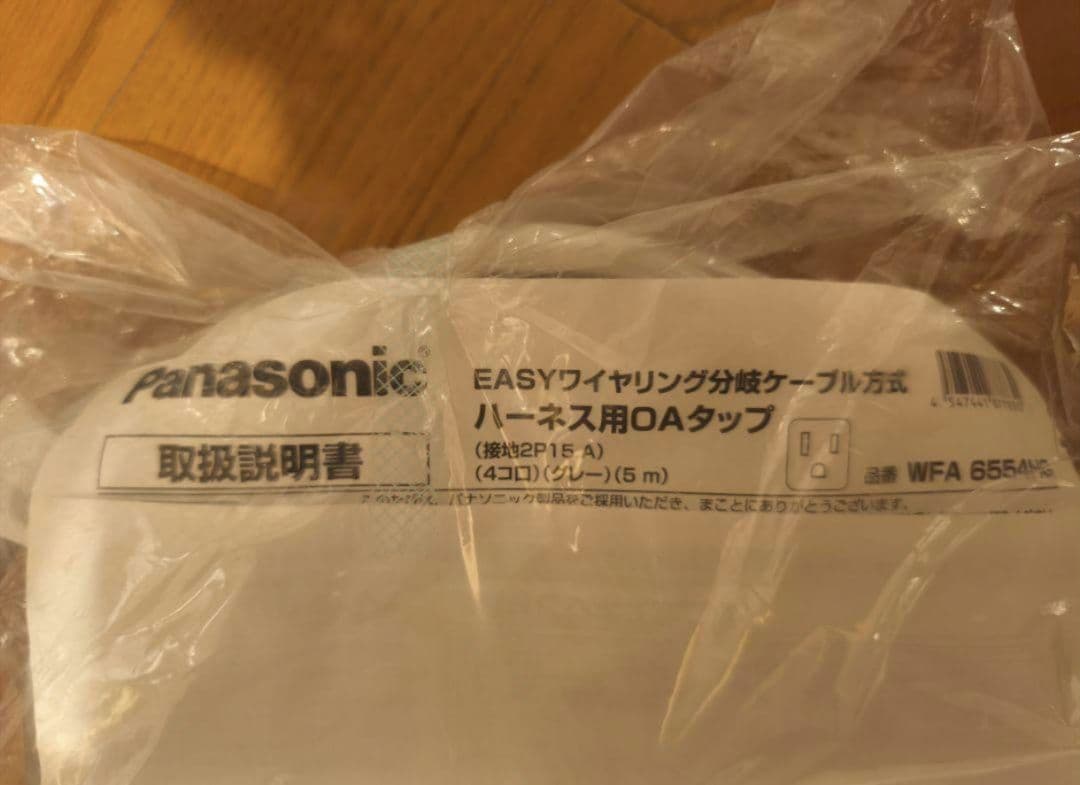 Panasonic
取扱説明書
EASYワイヤリング分岐ケーブル方式
ハーネス用OAタップ
(接地2P15 A)
(4コロ)(グレー)(5 m)
品番 WFA 6554HG
パナソニック製品をご採用いただき、まことにありがとうございます。